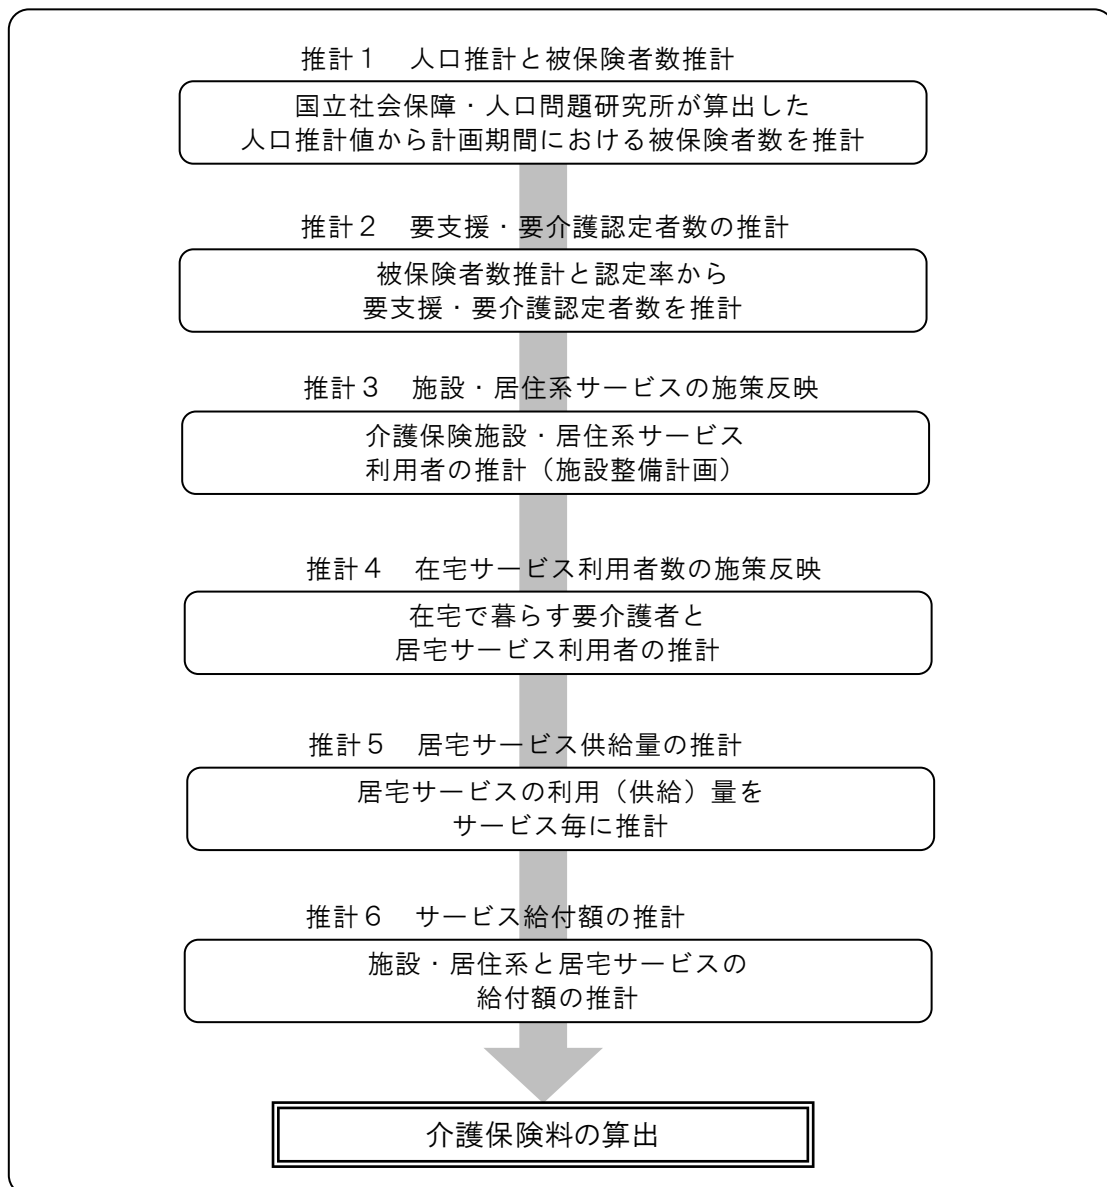 推計１　人口推計と被保険者数推計
国立社会保障・人口問題研究所が算出した
人口推計値から計画期間における被保険者数を推計
推計２　要支援・要介護認定者数の推計
被保険者数推計と認定率から
要支援・要介護認定者数を推計
推計３　施設・居住系サービスの施策反映
介護保険施設・居住系サービス
利用者の推計（施設整備計画）
推計４　在宅サービス利用者数の施策反映
在宅で暮らす要介護者と
居宅サービス利用者の推計
推計５　居宅サービス供給量の推計
居宅サービスの利用（供給）量を
サービス毎に推計
推計６　サービス給付額の推計
施設・居住系と居宅サービスの
給付額の推計
介護保険料の算出